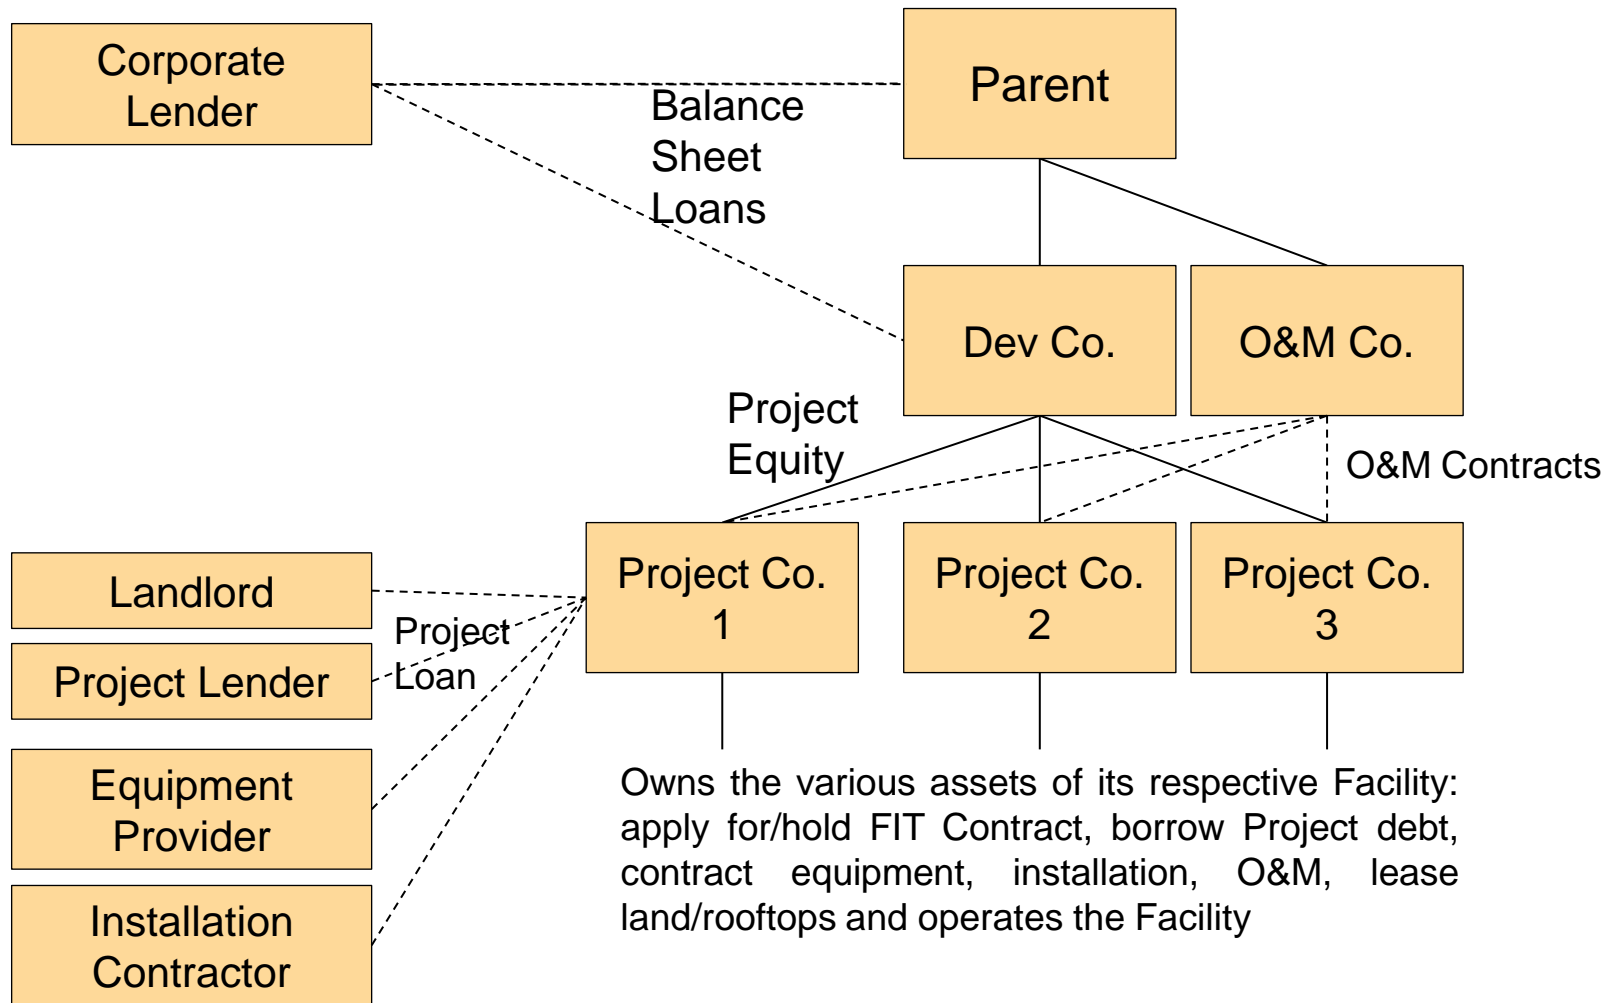 Corporate
Lender
Parent
Balance
Sheet
Loans
Dev Co.
O&M Co.
Project
Equity
O&M Contracts
Project Co.
1
Project Co.
2
Project Co.
3
Landlord
Project
Loan
Project Lender
Equipment
Provider
Installation
Contractor
Owns the various assets of its respective Facility:
apply for/hold FIT Contract, borrow Project debt,
contract equipment, installation, O&M, lease
land/rooftops and operates the Facility